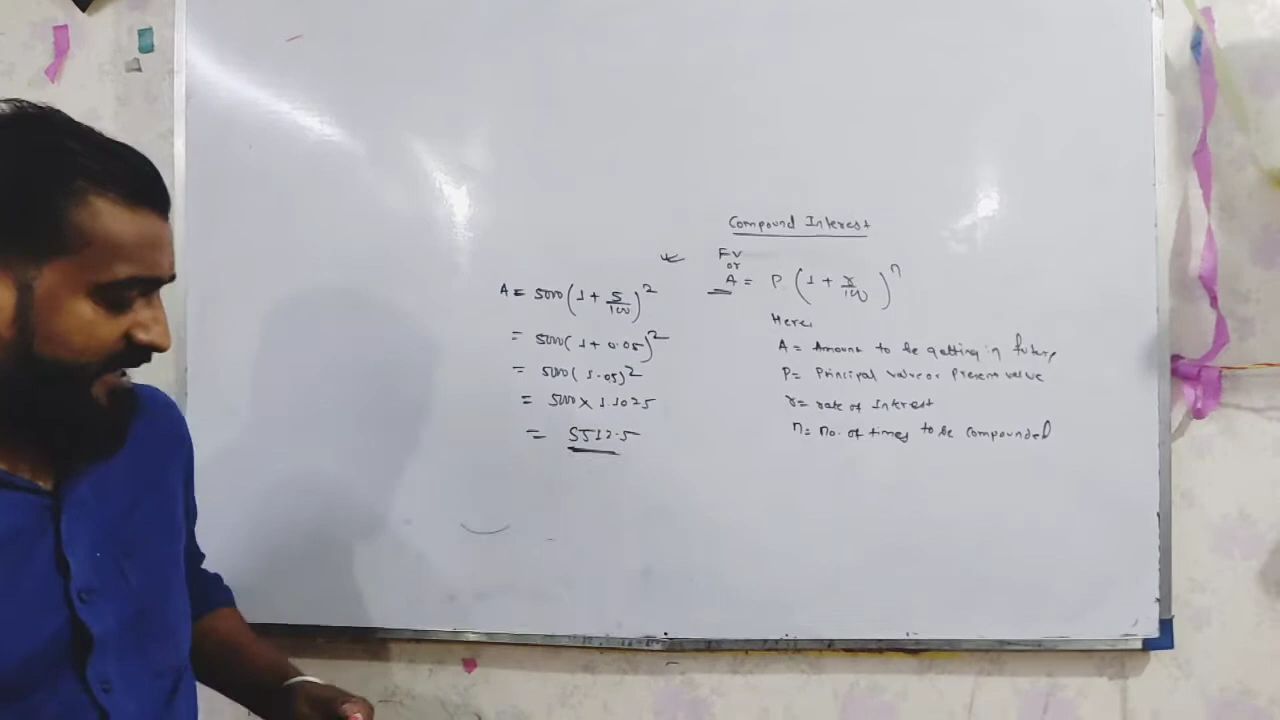 Compound Interest
FV
or
A = P (1 + r/100)^n
Here,
A = Amount to be getting in future
P = Principal value or Present value
r = rate of Interest
n = no. of times to be compounded
A = 5000 (1 + 5/100)^2
= 5000 (1 + 0.05)^2
= 5000 (1.05)^2
= 5000 × 1.1025
= 5512.5